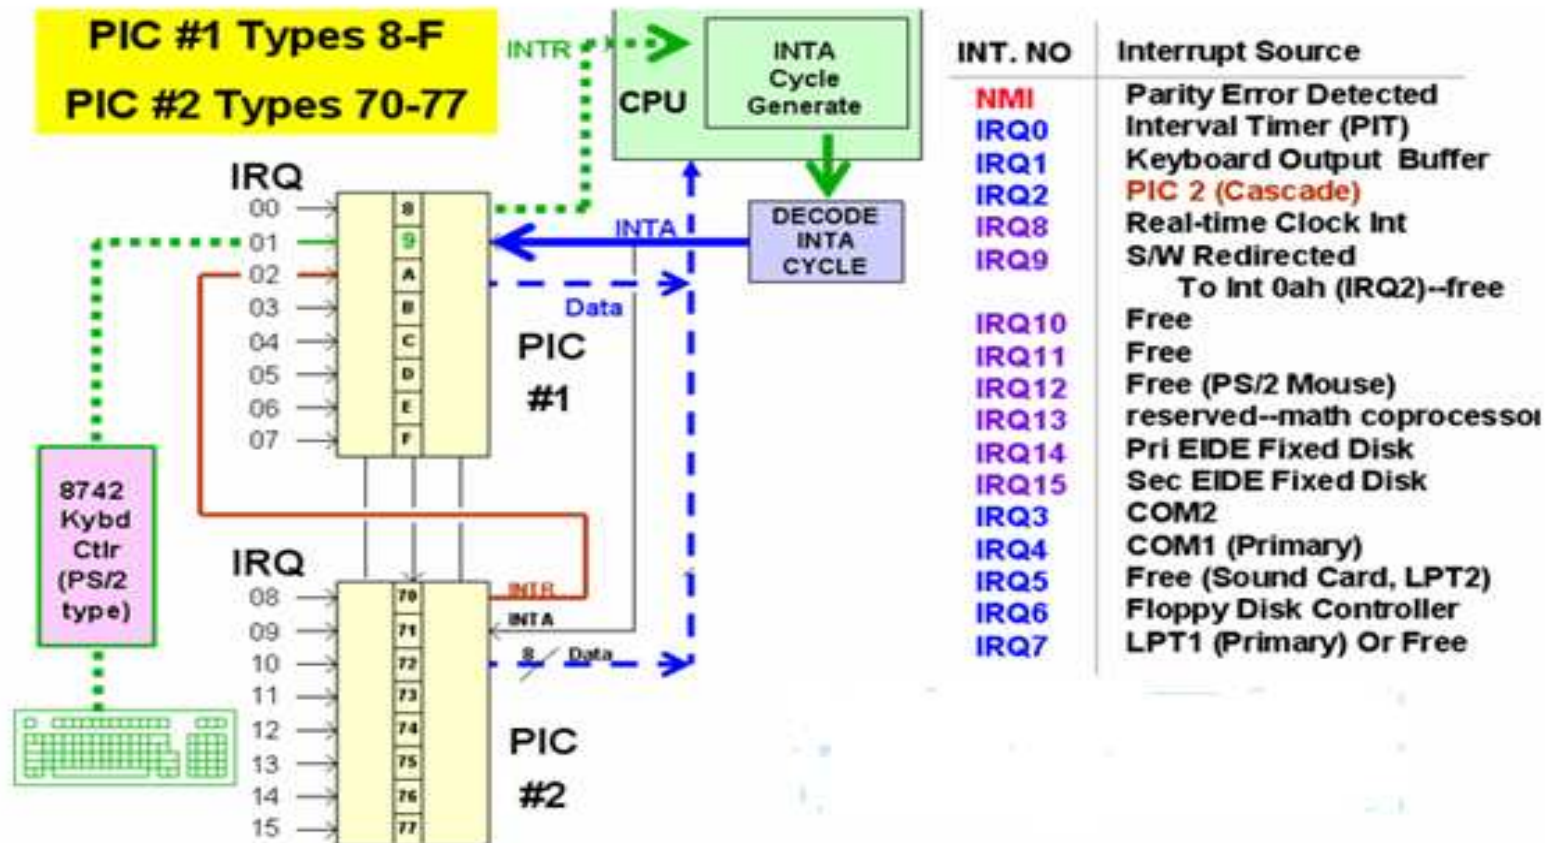 PIC #1 Types 8-F
PIC #2 Types 70-77
INTR
CPU
INTA
Cycle
Generate
DECODE
INTA
CYCLE
INTA
Data
IRQ
00
01
02
03
04
05
06
07
8
9
A
B
C
D
E
F
PIC
#1
8742
Kybd
Ctlr
(PS/2
type)
IRQ
08
09
10
11
12
13
14
15
70
71
72
73
74
75
76
77
INTR
INTA
8
Data
PIC
#2
INT. NO Interrupt Source
NMI Parity Error Detected
IRQ0 Interval Timer (PIT)
IRQ1 Keyboard Output Buffer
IRQ2 PIC 2 (Cascade)
IRQ8 Real-time Clock Int
IRQ9 S/W Redirected
To Int 0ah (IRQ2)--free
IRQ10 Free
IRQ11 Free
IRQ12 Free (PS/2 Mouse)
IRQ13 reserved--math coprocessor
IRQ14 Pri EIDE Fixed Disk
IRQ15 Sec EIDE Fixed Disk
IRQ3 COM2
IRQ4 COM1 (Primary)
IRQ5 Free (Sound Card, LPT2)
IRQ6 Floppy Disk Controller
IRQ7 LPT1 (Primary) Or Free